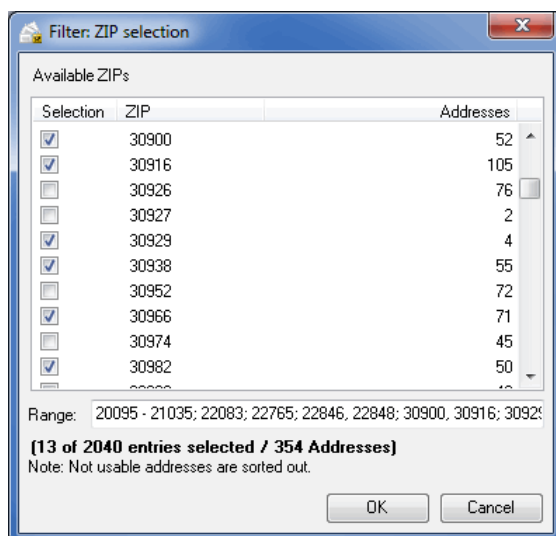 Filter: ZIP selection
Available ZIPs
Selection ZIP Addresses
30900 52
30916 105
30926 76
30927 2
30929 4
30938 55
30952 72
30966 71
30974 45
30982 50
Range: 20095 - 21035; 22083; 22765; 22846, 22848; 30900, 30916; 30929
(13 of 2040 entries selected / 354 Addresses)
Note: Not usable addresses are sorted out.
OK Cancel